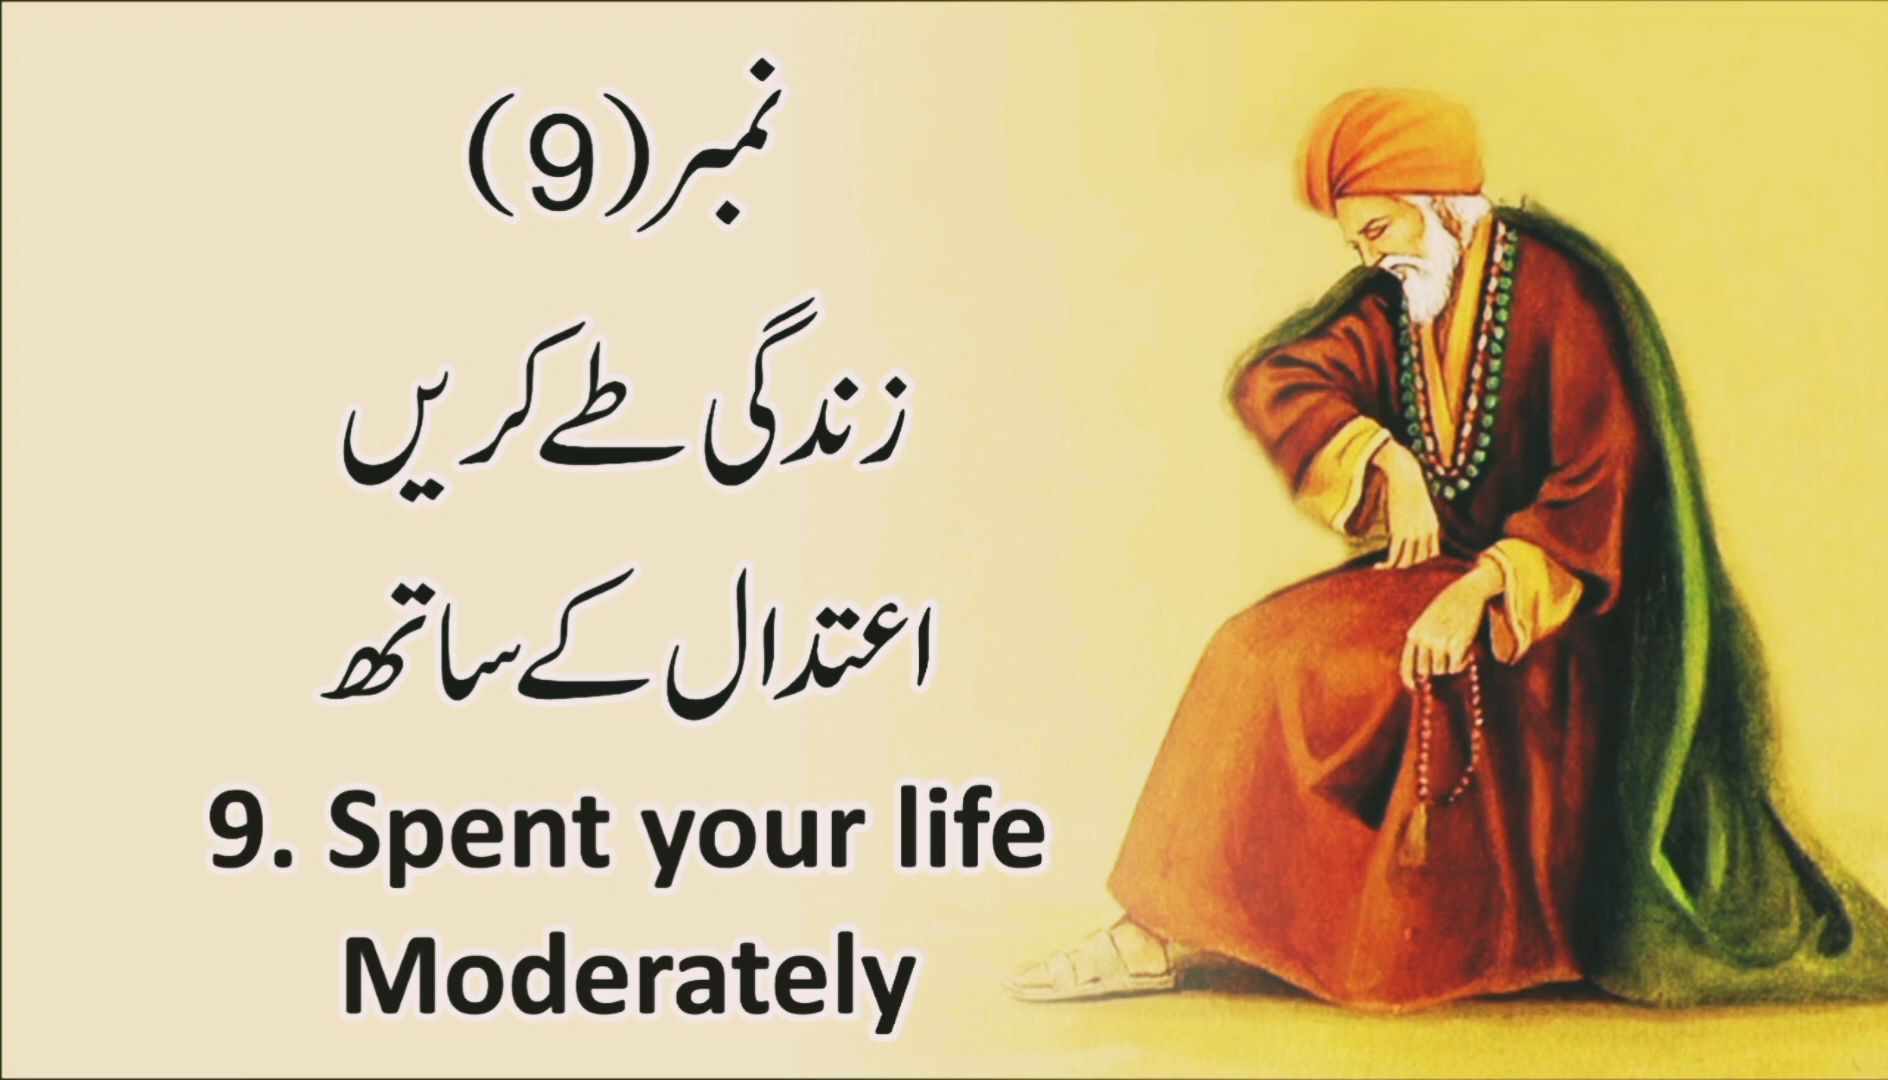 نمبر(9)
زندگی طے کریں
اعتدال کے ساتھ
9. Spent your life
Moderately